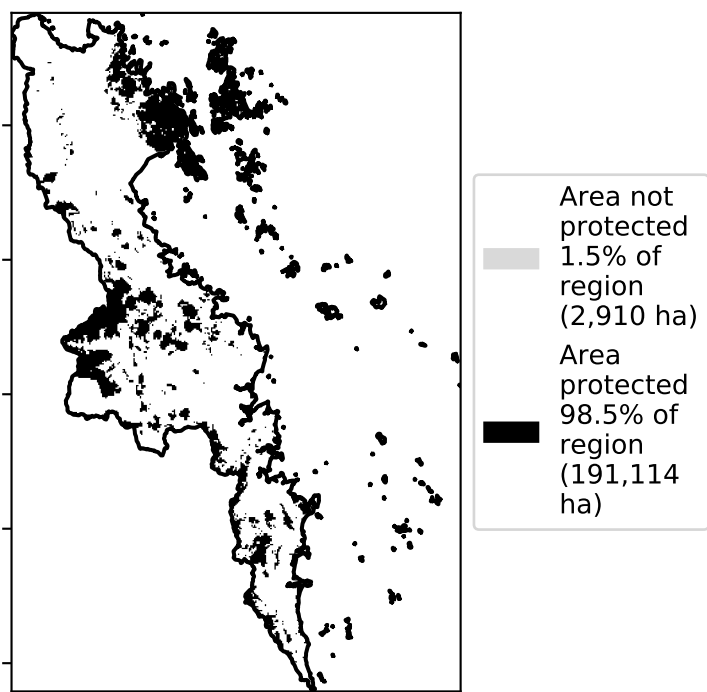 Area not
protected
1.5% of
region
(2,910 ha)
Area
protected
98.5% of
region
(191,114
ha)